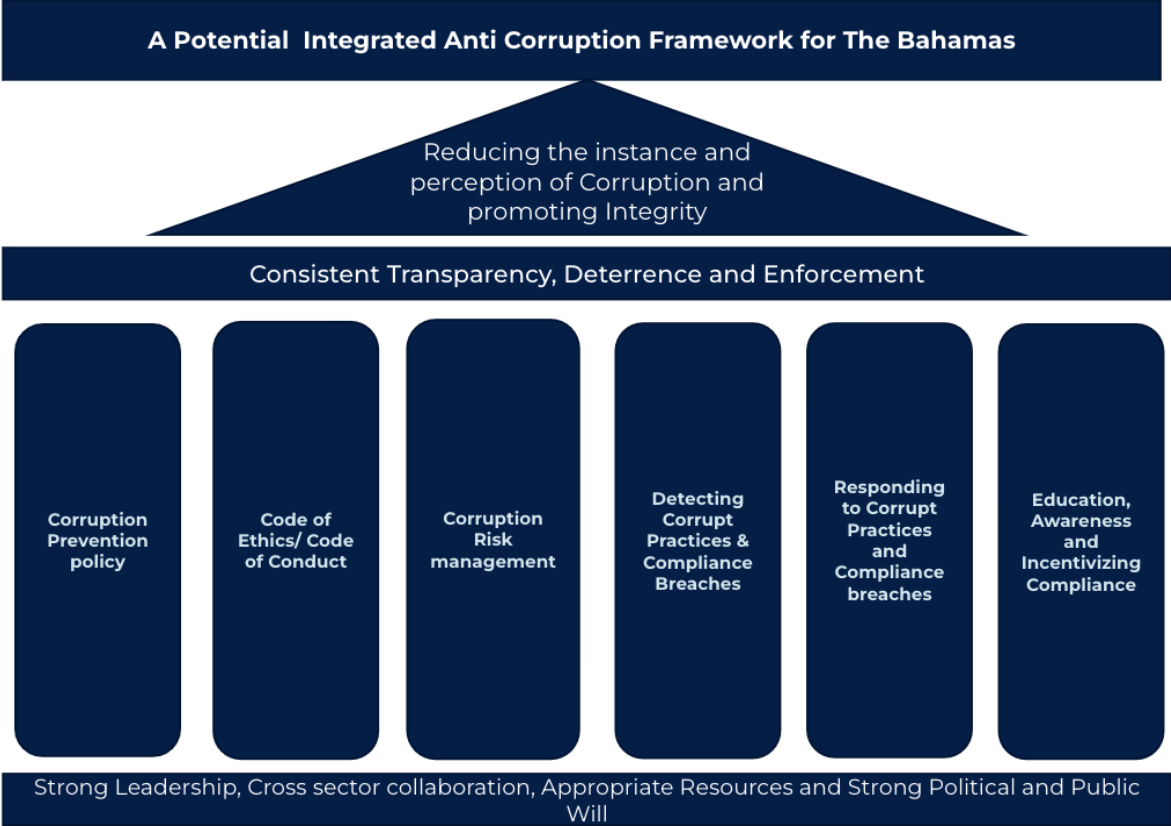 A Potential  Integrated Anti Corruption Framework for The Bahamas
Reducing the instance and
perception of Corruption and
promoting Integrity
Consistent Transparency, Deterrence and Enforcement
Corruption
Prevention
policy
Code of
Ethics/ Code
of Conduct
Corruption
Risk
management
Detecting
Corrupt
Practices &
Compliance
Breaches
Responding
to Corrupt
Practices
and
Compliance
breaches
Education,
Awareness
and
Incentivizing
Compliance
Strong Leadership, Cross sector collaboration, Appropriate Resources and Strong Political and Public
Will